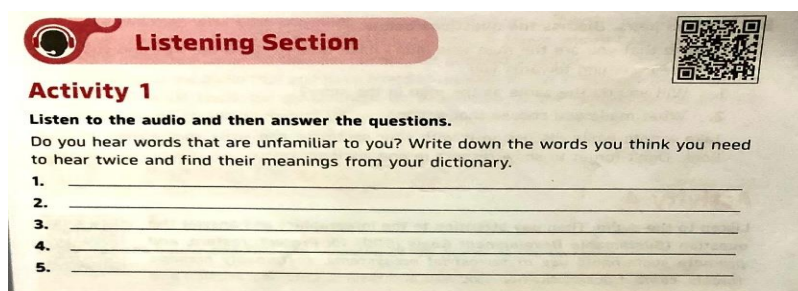 Listening Section
Activity 1
Listen to the audio and then answer the questions.
Do you hear words that are unfamiliar to you? Write down the words you think you need
to hear twice and find their meanings from your dictionary.
1.
2.
3.
4.
5.